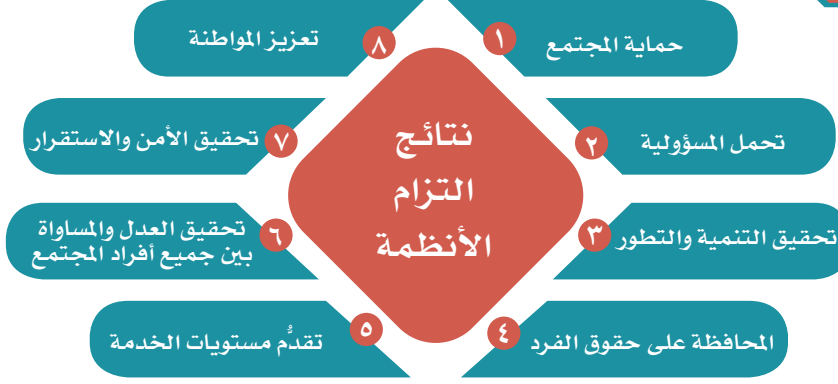 نتائج
التزام
الأنظمة
١ حماية المجتمع
٢ تحمل المسؤولية
٣ تحقيق التنمية والتطور
٤ المحافظة على حقوق الفرد
٥ تقدُّم مستويات الخدمة
٦ تحقيق العدل والمساواة
بين جميع أفراد المجتمع
٧ تحقيق الأمن والاستقرار
٨ تعزيز المواطنة